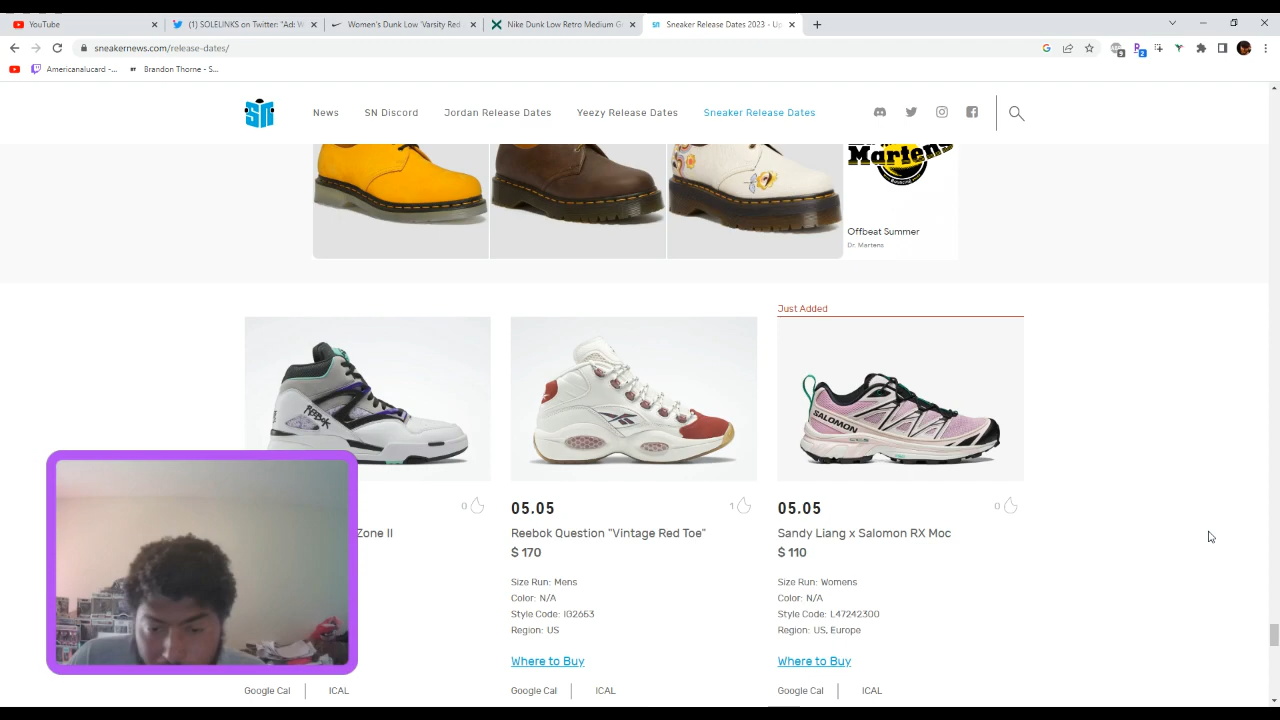 YouTube
(1) SOLELINKS on Twitter: "Ad: W
Women's Dunk Low 'Varsity Red
Nike Dunk Low Retro Medium G
Sneaker Release Dates 2023 - Up
sneakernews.com/release-dates/
Americanalucard -...
Brandon Thorne - S...
SN
News
SN Discord
Jordan Release Dates
Yeezy Release Dates
Sneaker Release Dates
Martens
Offbeat Summer
Dr. Martens
Just Added
Reebok
SALOMON
0
05.05
1
05.05
0
Zone II
Reebok Question "Vintage Red Toe"
Sandy Liang x Salomon RX Moc
$ 170
$ 110
Size Run: Mens
Size Run: Womens
Color: N/A
Color: N/A
Style Code: IG2653
Style Code: L47242300
Region: US
Region: US, Europe
Where to Buy
Where to Buy
Google Cal
ICAL
Google Cal
ICAL
Google Cal
ICAL